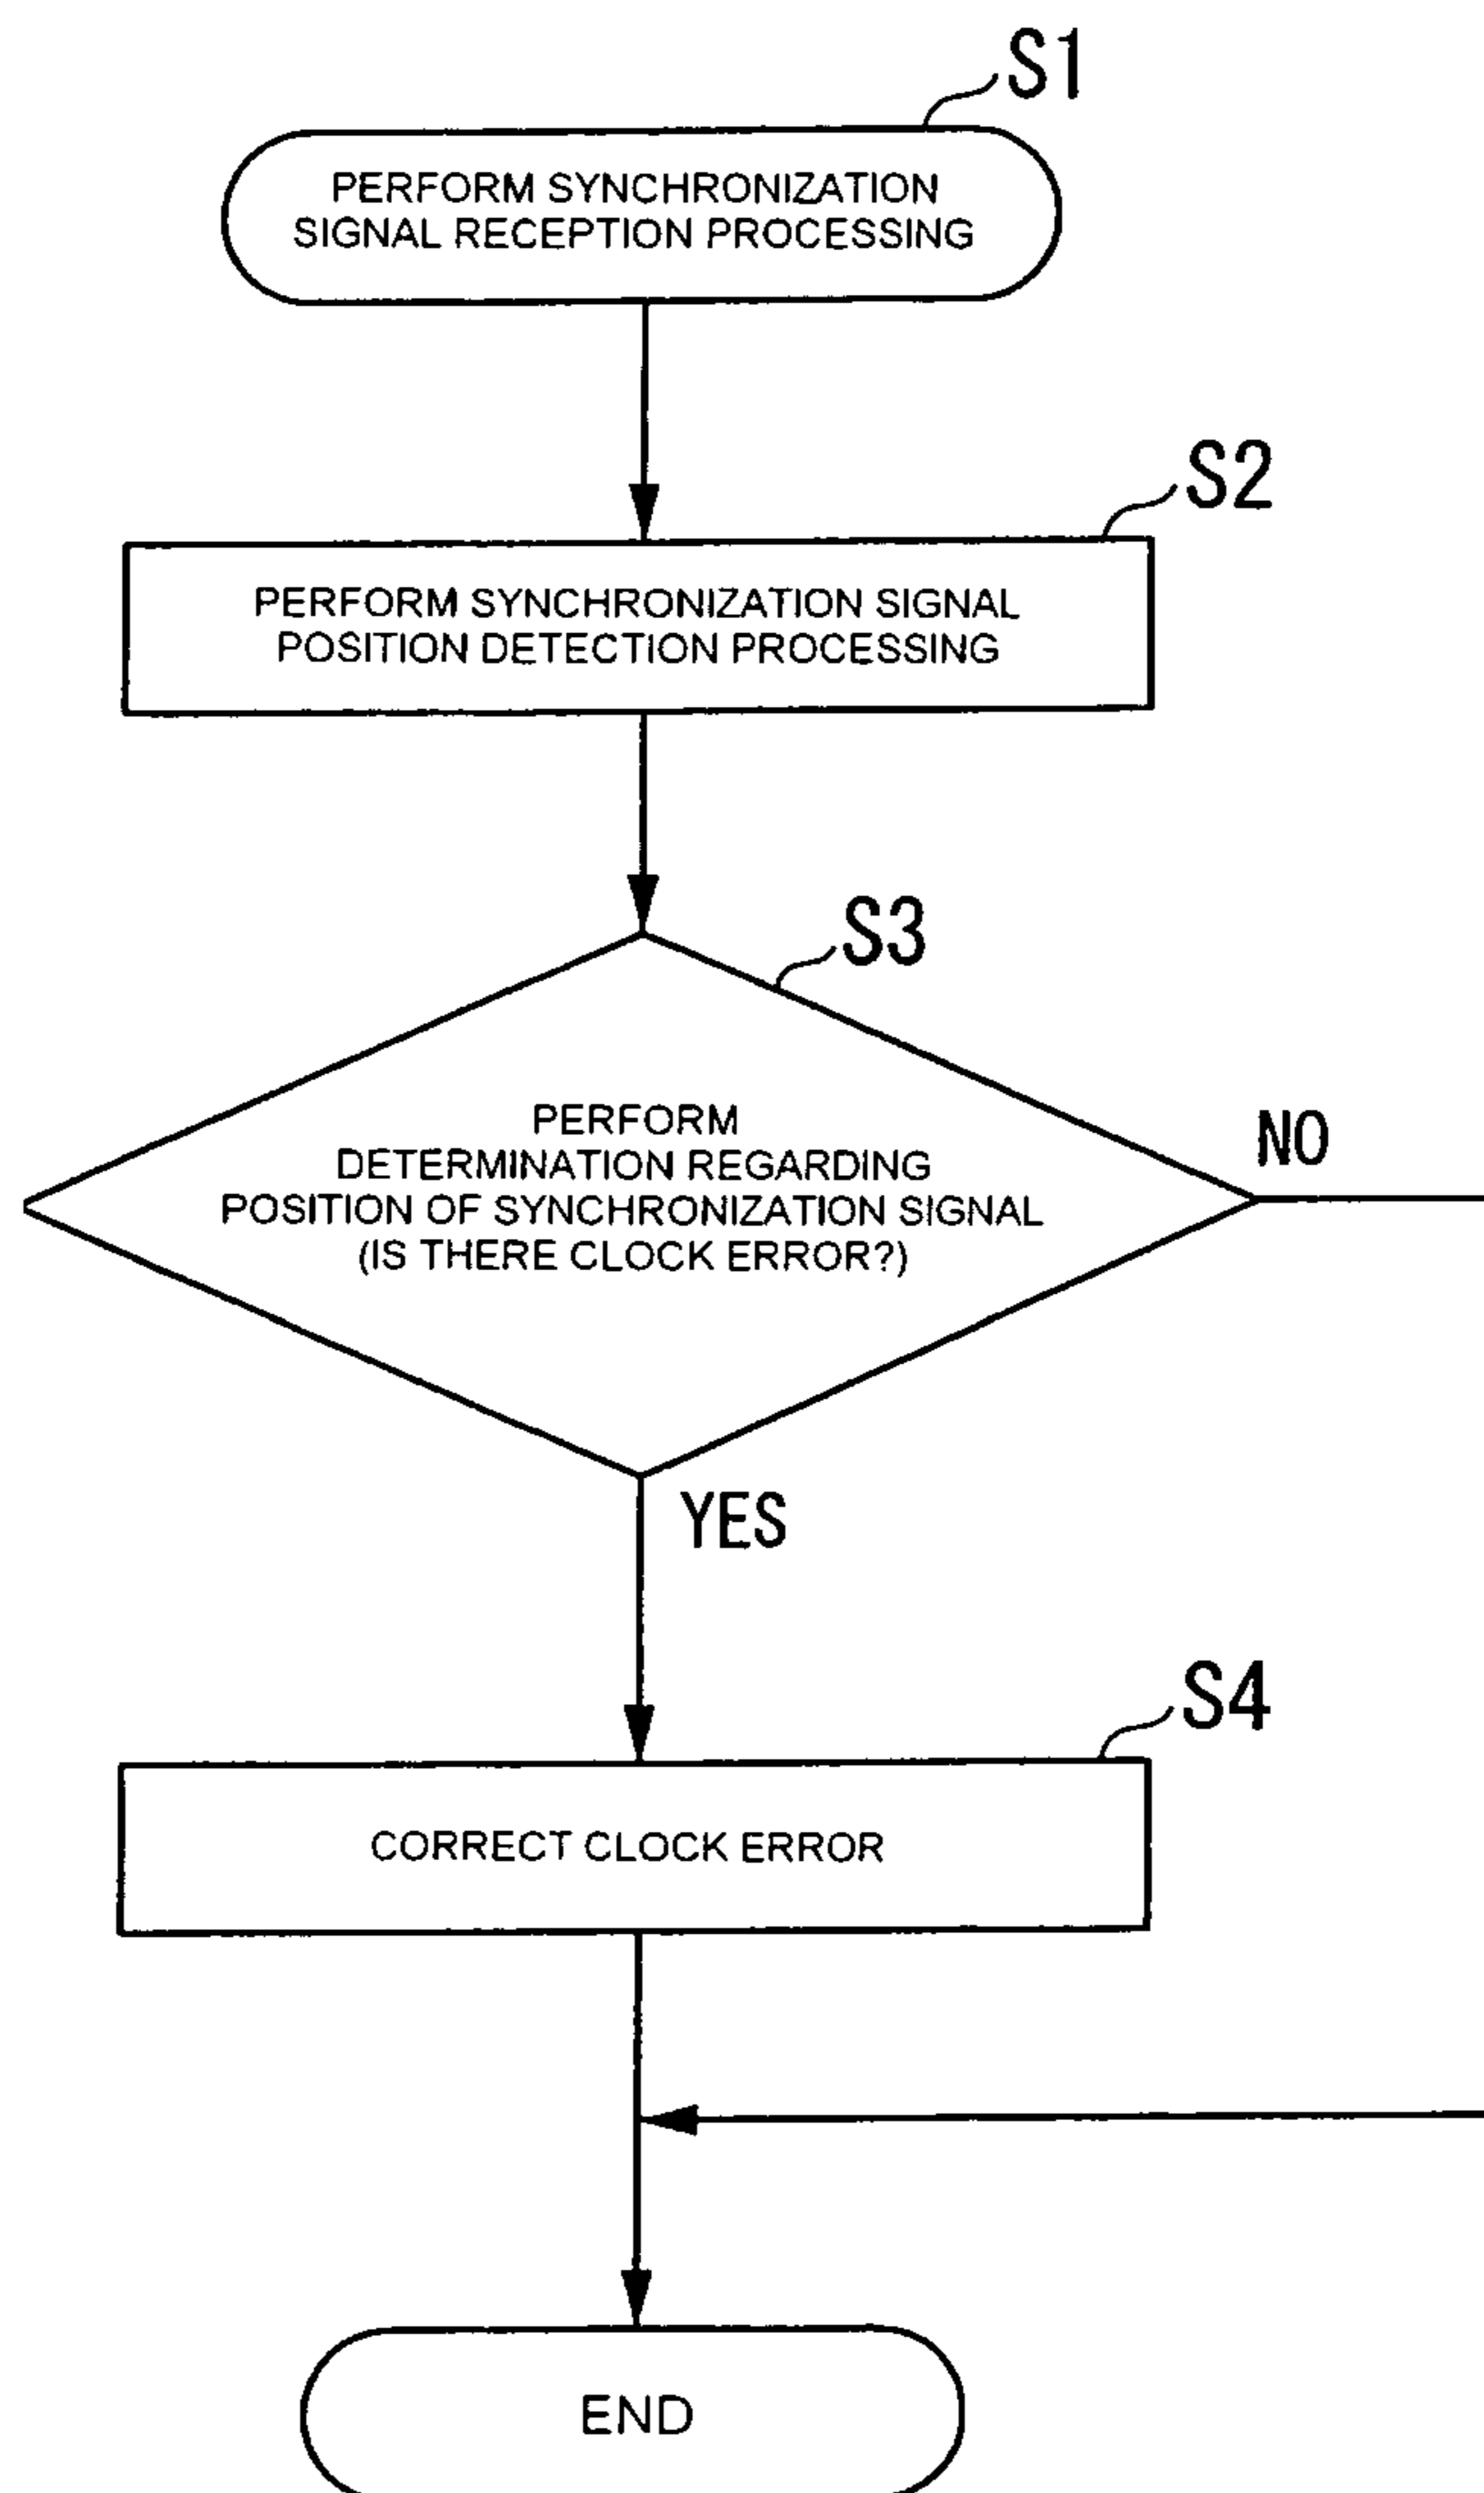 S1
PERFORM SYNCHRONIZATION
SIGNAL RECEPTION PROCESSING
S2
PERFORM SYNCHRONIZATION SIGNAL
POSITION DETECTION PROCESSING
S3
PERFORM
DETERMINATION REGARDING
POSITION OF SYNCHRONIZATION SIGNAL
(IS THERE CLOCK ERROR?)
NO
YES
S4
CORRECT CLOCK ERROR
END